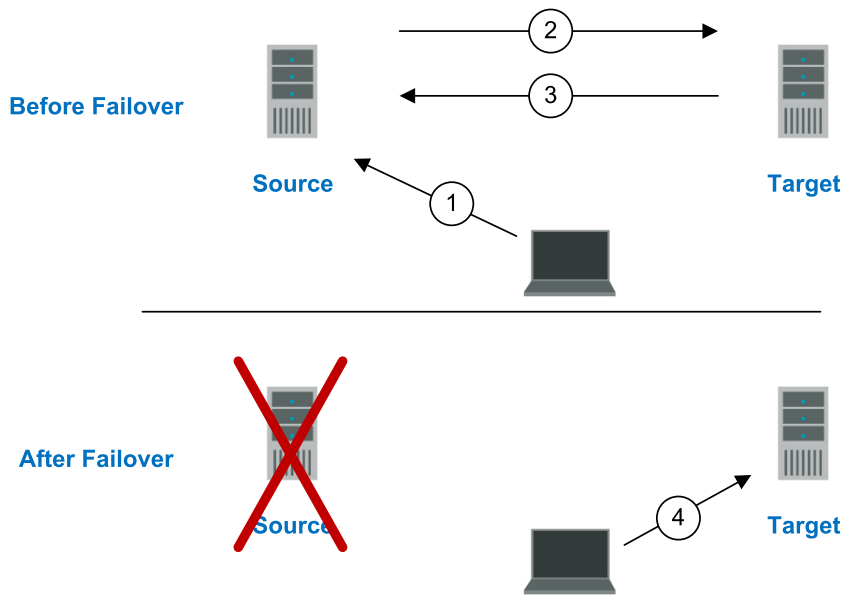 2
3
Before Failover
Source
Target
1
After Failover
Source
Target
4